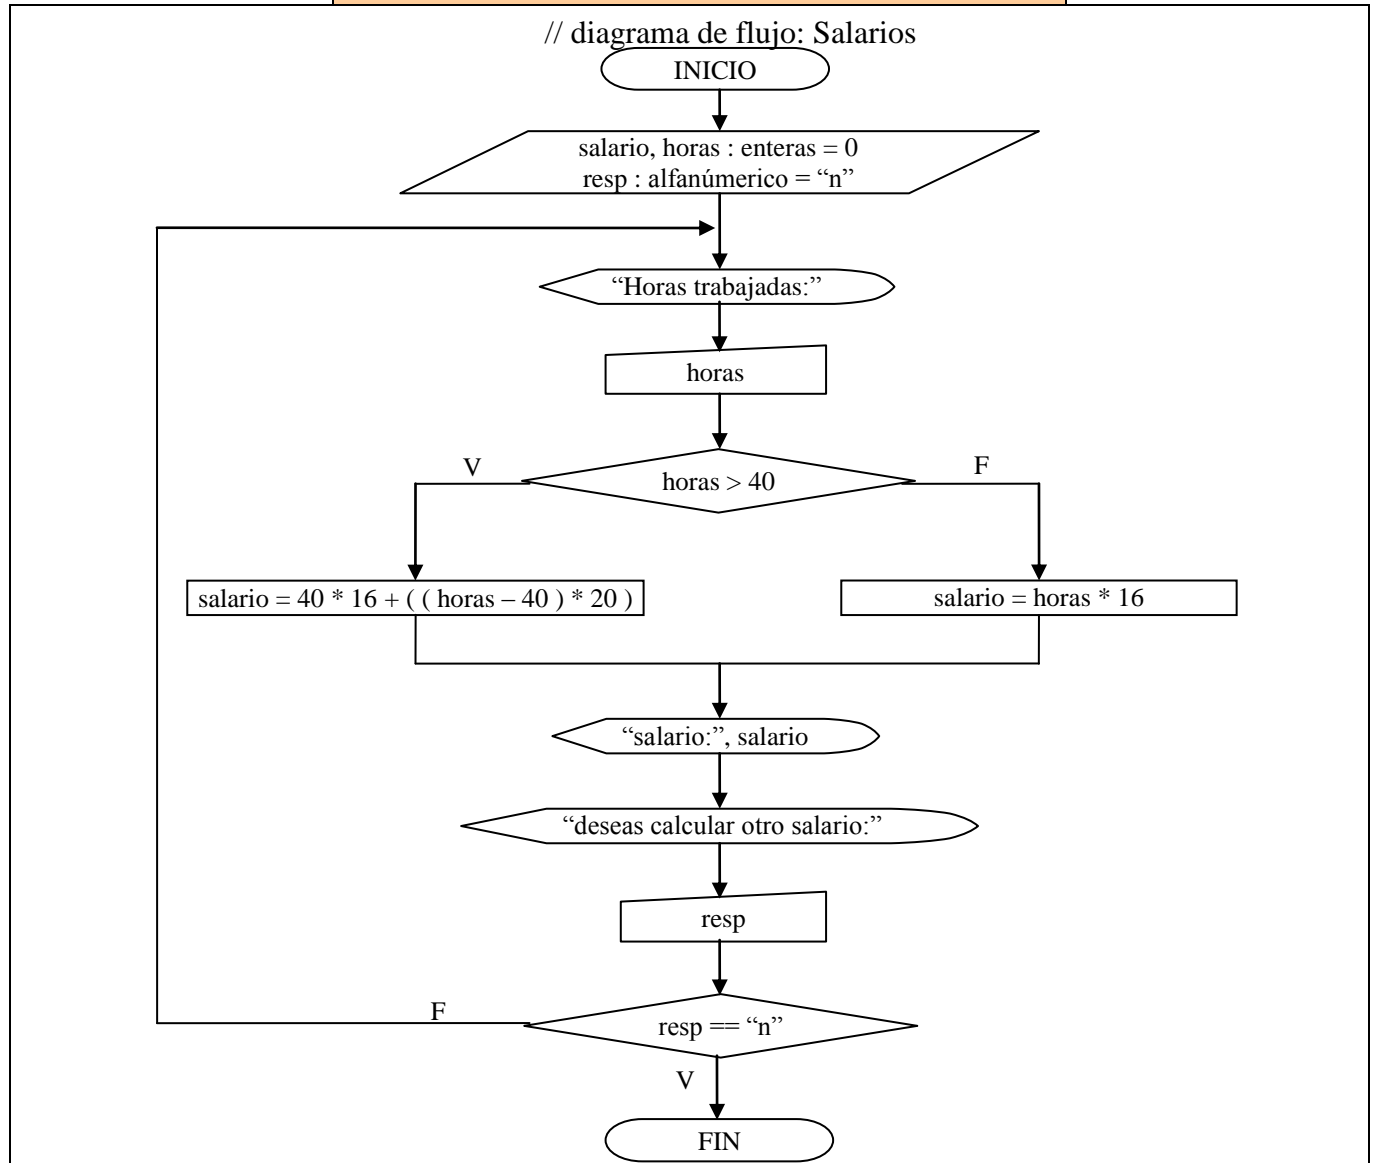 // diagrama de flujo: Salarios
INICIO
salario, horas : enteras = 0
resp : alfanúmerico = “n”
“Horas trabajadas:”
horas
V
horas > 40
F
salario = 40 * 16 + ( ( horas – 40 ) * 20 )
salario = horas * 16
“salario:”, salario
“deseas calcular otro salario:”
resp
F
resp == “n”
V
FIN